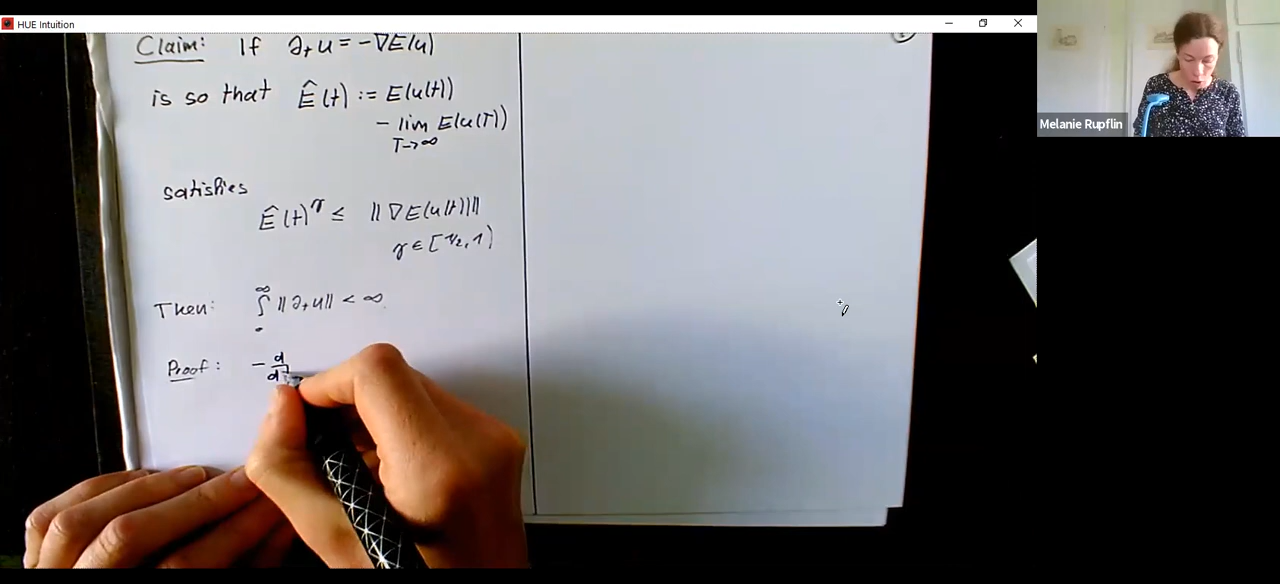 HUE Intuition
Claim: If ∂ₜu = -∇E(u)
is so that Ê(t) := E(u(t))
- lim E(u(T))
T→∞
satisfies
Ê(t)^γ ≤ ||∇E(u(t))||
γ ∈ [1/2, 1)
Then: ∫₀^∞ ||∂ₜu|| < ∞
Proof: - d/dt
Melanie Rupflin